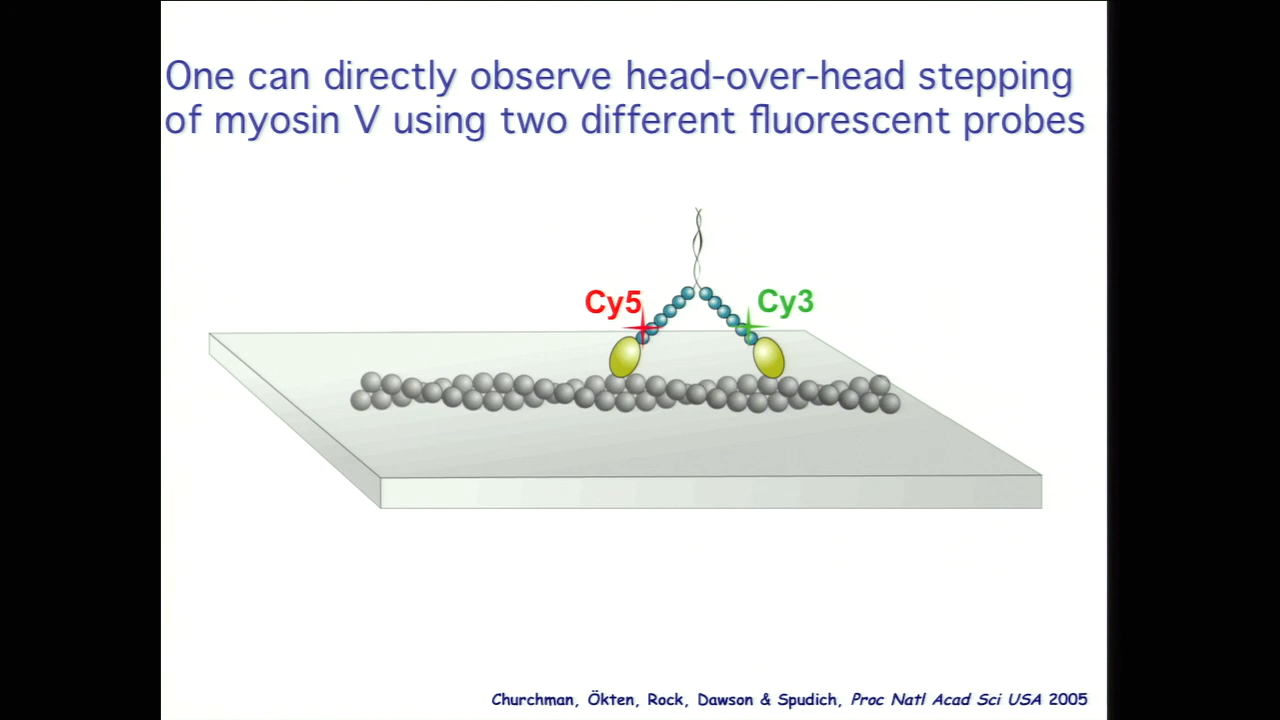 One can directly observe head-over-head stepping
of myosin V using two different fluorescent probes
Cy5 Cy3
Churchman, Ökten, Rock, Dawson & Spudich, Proc Natl Acad Sci USA 2005